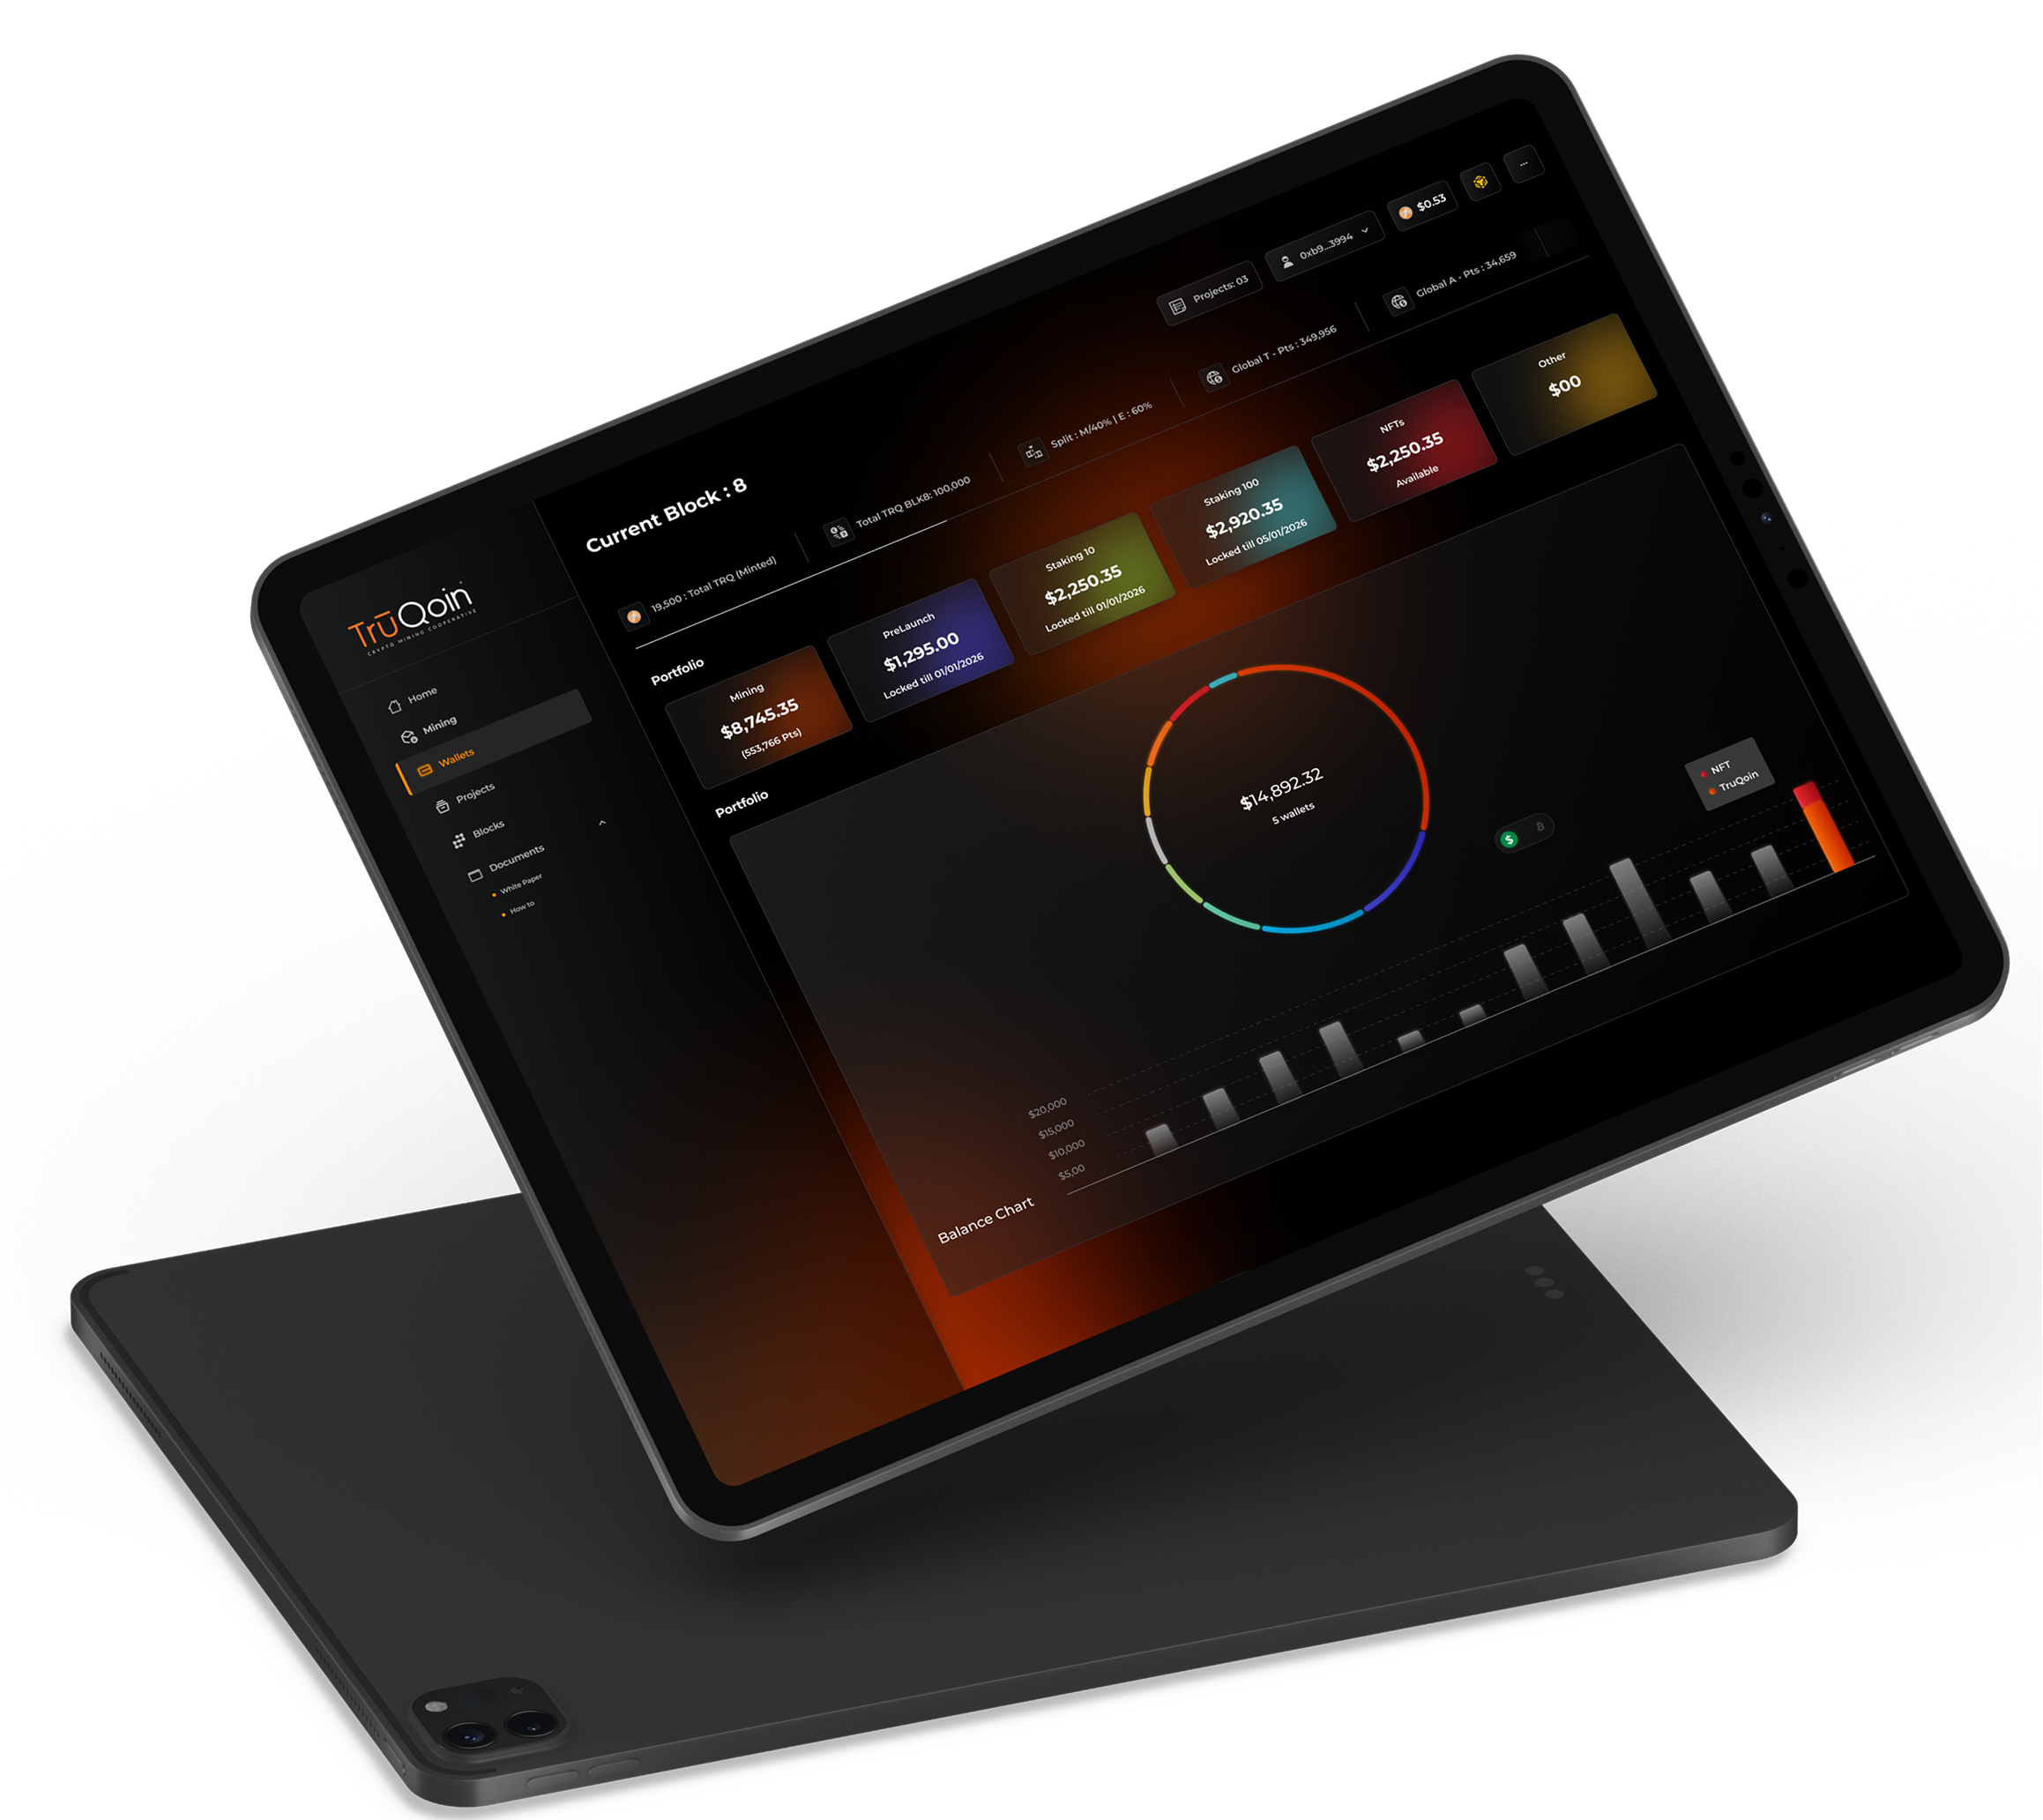 TrūQoin
CRYPTO MINING COOPERATIVE
Home
Mining
Wallets
Projects
Blocks
Documents
White Paper
How to
Projects: 03
0xb9...3994
$0.53
...
Current Block : 8
19,500 : Total TRQ (Minted)
Total TRQ BLK8: 100,000
Split : M/40% | E : 60%
Global T - Pts : 349,956
Global A - Pts : 34,659
Portfolio
Mining
$8,745.35
(553,766 Pts)
PreLaunch
$1,295.00
Locked till 01/01/2026
Staking 10
$2,250.35
Locked till 01/01/2026
Staking 100
$2,920.35
Locked till 05/01/2026
NFTs
$2,250.35
Available
Other
$00
Portfolio
$14,892.32
5 wallets
$
NFT
TruQoin
$20,000
$15,000
$10,000
$5,00
Balance Chart